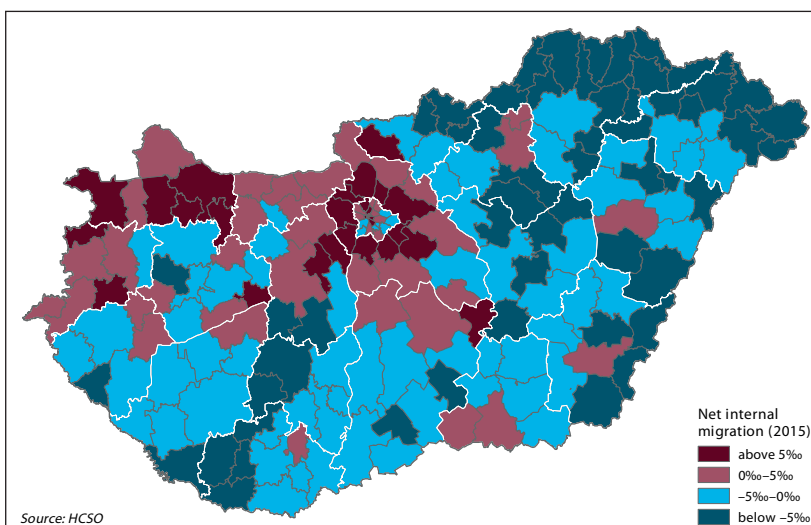 Net internal
migration (2015)
above 5‰
0‰–5‰
–5‰–0‰
below –5‰
Source: HCSO